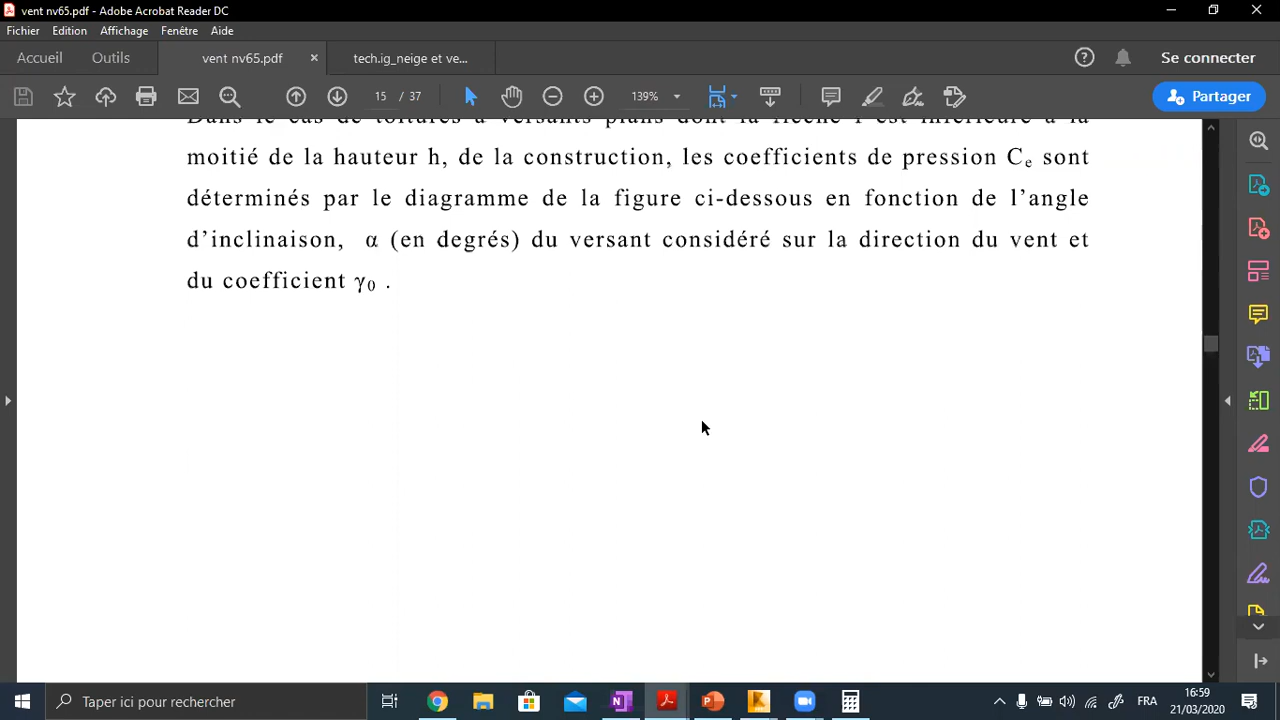 vent nv65.pdf - Adobe Acrobat Reader DC
Fichier Edition Affichage Fenêtre Aide
Accueil Outils vent nv65.pdf × tech.ig_neige et ve... Se connecter
15 / 37 139% Partager
Dans le cas de toitures à versants plans dont la flèche f est inférieure à la
moitié de la hauteur h, de la construction, les coefficients de pression Ce sont
déterminés par le diagramme de la figure ci-dessous en fonction de l'angle
d'inclinaison, α (en degrés) du versant considéré sur la direction du vent et
du coefficient γ0 .
Taper ici pour rechercher
FRA
16:59
21/03/2020